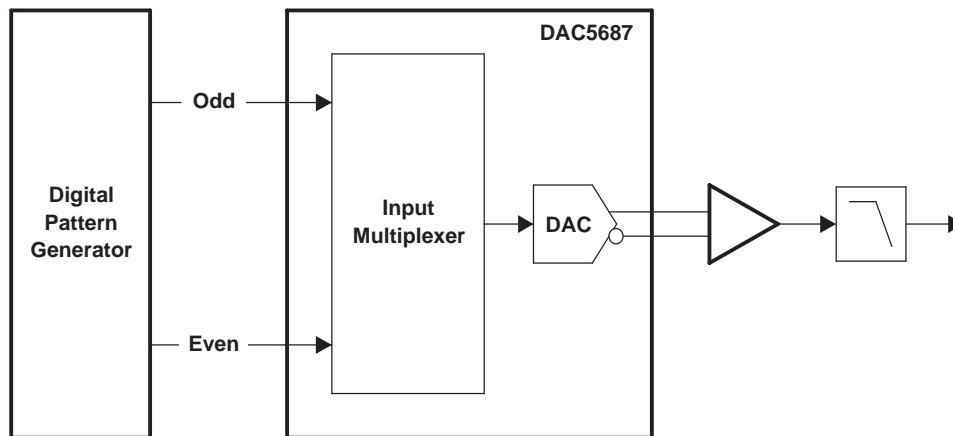 DAC5687
Odd
Digital
Pattern
Generator
Input
Multiplexer
DAC
Even